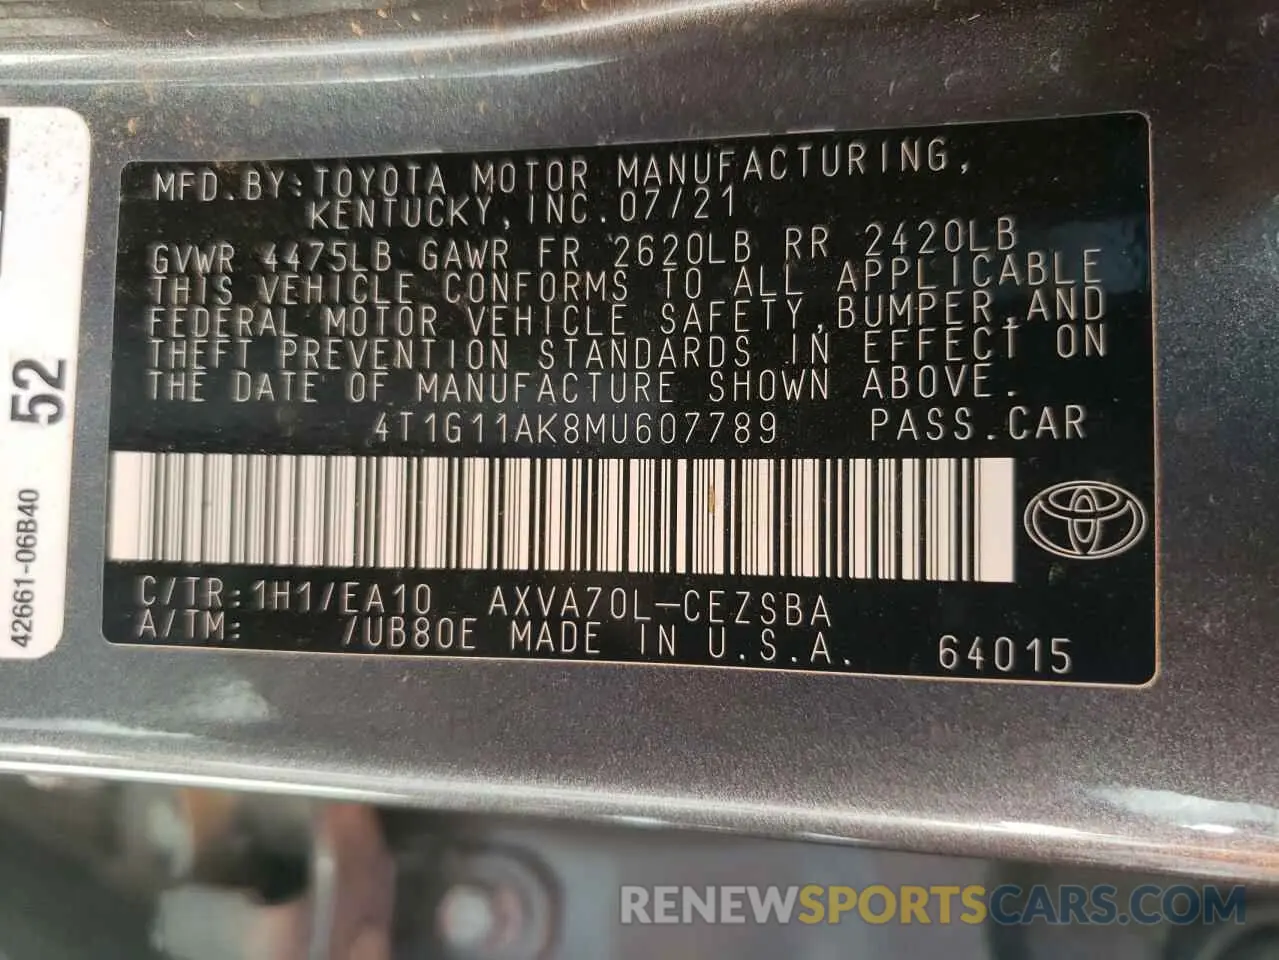 MFD.BY:TOYOTA MOTOR MANUFACTURING,
KENTUCKY, INC. 07/21
GVWR 4475LB GAWR FR 2620LB RR 2420LB
THIS VEHICLE CONFORMS TO ALL APPLICABLE
FEDERAL MOTOR VEHICLE SAFETY, BUMPER, AND
THEFT PREVENTION STANDARDS IN EFFECT ON
THE DATE OF MANUFACTURE SHOWN ABOVE.
4T1G11AK8MU607789 PASS.CAR
C/TR:1H1/EA10 AXVA70L-CEZSBA
A/TM: /UB80E MADE IN U.S.A. 64015
52
42661-06B40
RENEWSPORTSCARS.COM